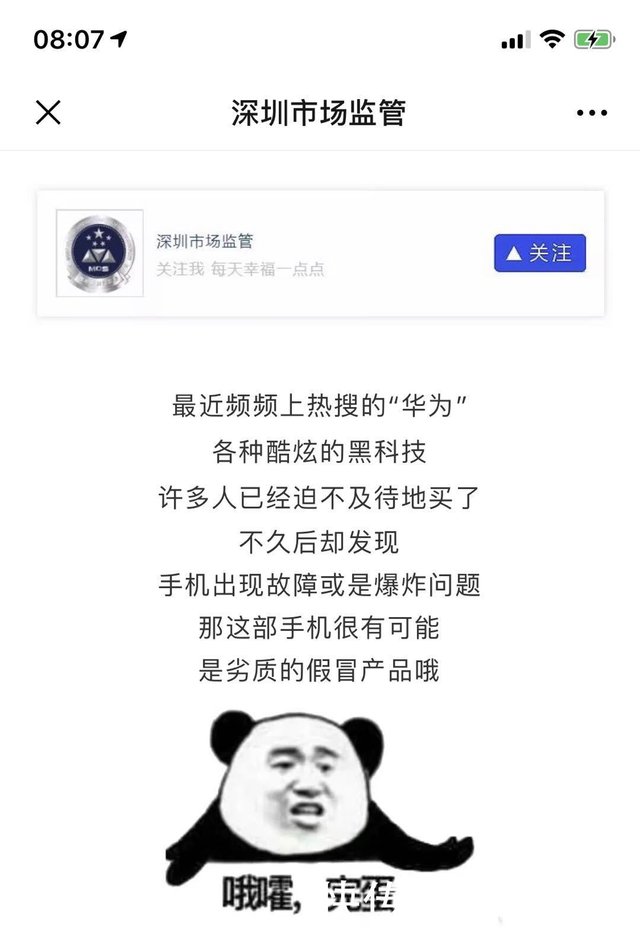 08:07
深圳市场监管
深圳市场监管
关注我 每天幸福一点点
MCS
关注
最近频频上热搜的“华为”
各种酷炫的黑科技
许多人已经迫不及待地买了
不久后却发现
手机出现故障或是爆炸问题
那这部手机很有可能
是劣质的假冒产品哦
哦嚯，